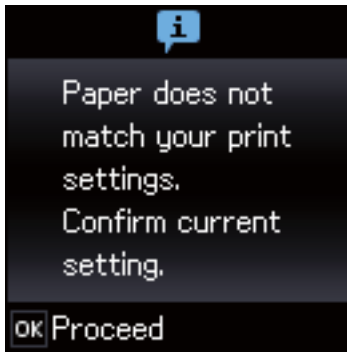 i
Paper does not
match your print
settings.
Confirm current
setting.
OK Proceed